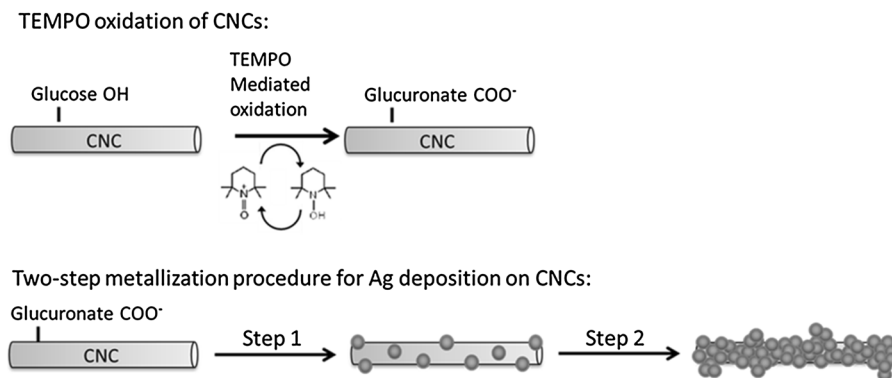 TEMPO oxidation of CNCs:
TEMPO
Mediated
oxidation
Glucose OH
Glucuronate COO⁻
CNC
CNC
N⁺
N
O
OH
Two-step metallization procedure for Ag deposition on CNCs:
Glucuronate COO⁻
Step 1
Step 2
CNC